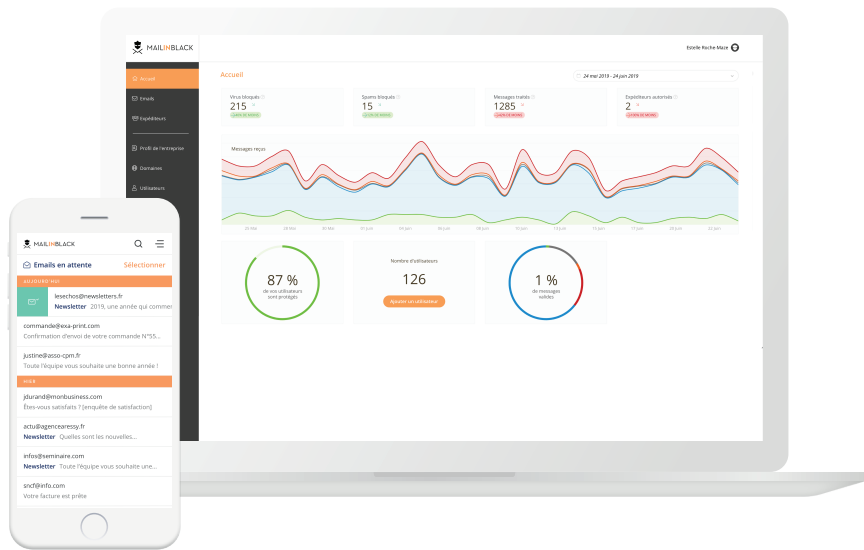 MAILINBLACK
Estelle Roche Maze
Accueil
Emails
Expéditeurs
Profil de l'entreprise
Domaines
Utilisateurs
Accueil
24 mai 2019 - 24 juin 2019
Virus bloqués
215
Spams bloqués
15
Messages traités
1285
Expéditeurs autorisés
2
Messages reçus
87 %
de vos utilisateurs
sont protégés
Nombre d'utilisateurs
126
Ajouter un utilisateur
1 %
de messages
valides
MAILINBLACK
Emails en attente
Sélectionner
AUJOURD'HUI
lesechos@newsletters.fr
Newsletter 2019, une année qui commen
commande@exa-print.com
Confirmation d'envoi de votre commande N°55...
justine@asso-cpm.fr
Toute l'équipe vous souhaite une bonne année !
HIER
jdurand@monbusiness.com
Êtes-vous satisfaits ? [enquête de satisfaction]
actu@agencearessy.fr
Newsletter Quelles sont les nouvelles...
infos@seminaire.com
Newsletter Toute l'équipe vous souhaite une...
sncf@info.com
Votre facture est prête